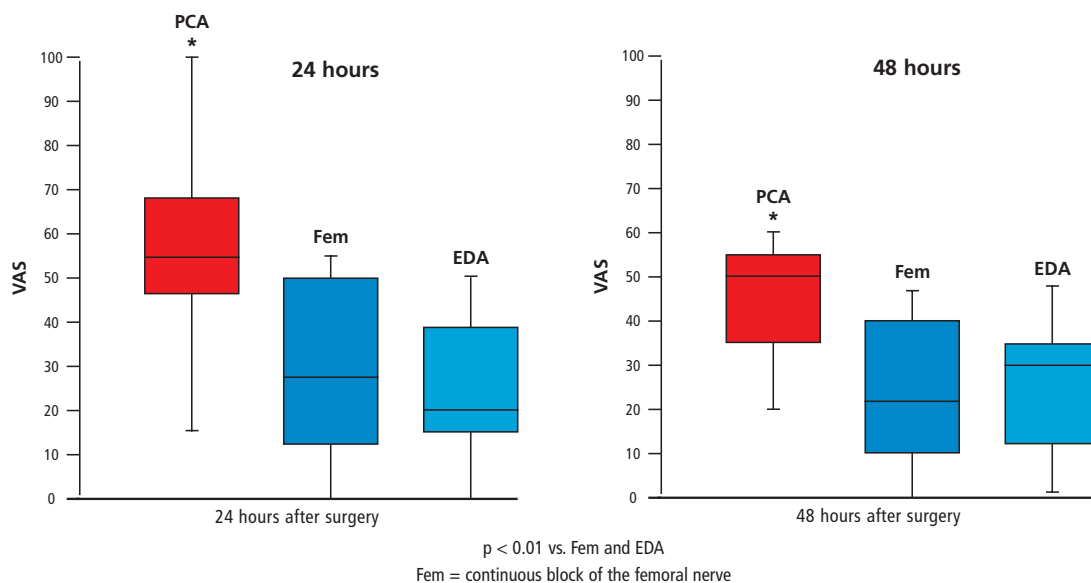 PCA
*
24 hours
100
90
80
70
60
50
40
30
20
10
0
VAS
Fem
EDA
24 hours after surgery
48 hours
100
90
80
70
60
50
40
30
20
10
0
VAS
PCA
*
Fem
EDA
48 hours after surgery
p < 0.01 vs. Fem and EDA
Fem = continuous block of the femoral nerve